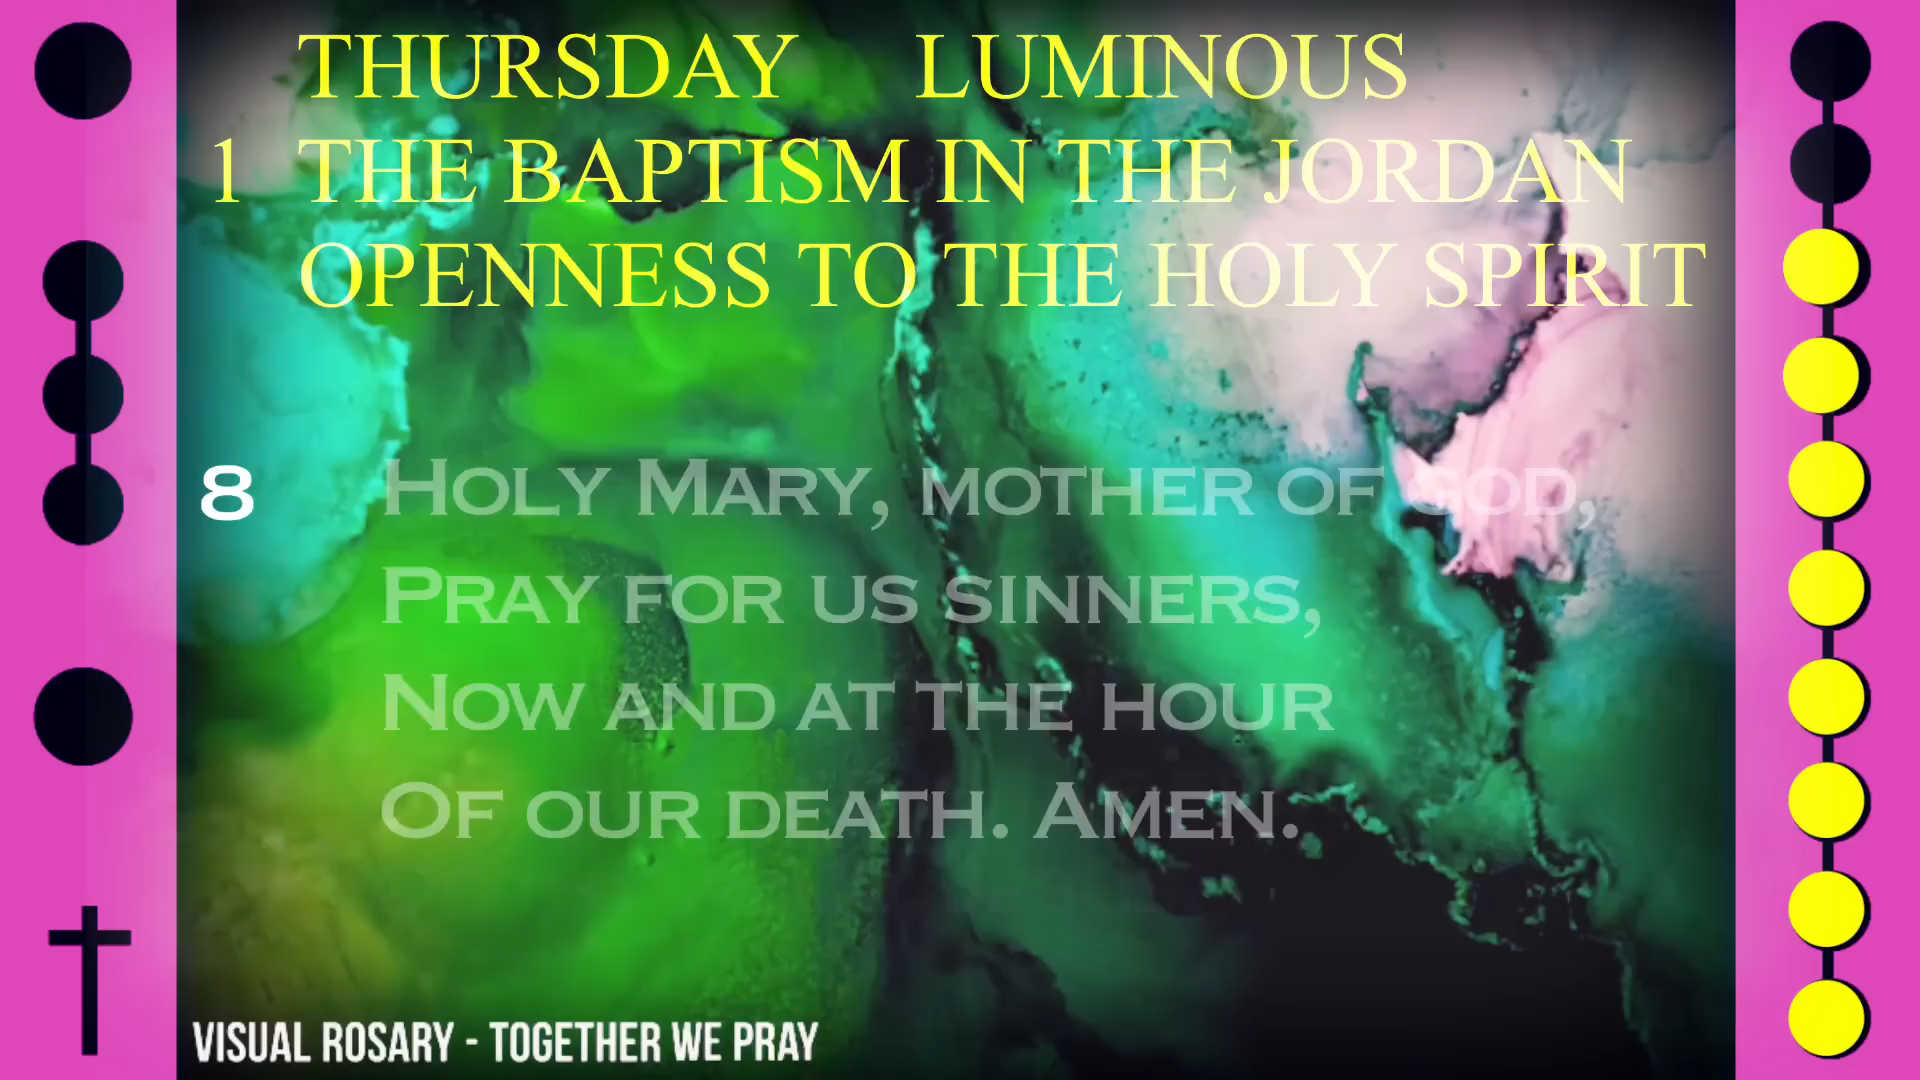 THURSDAY LUMINOUS
1 THE BAPTISM IN THE JORDAN
OPENNESS TO THE HOLY SPIRIT
8 HOLY MARY, MOTHER OF GOD,
PRAY FOR US SINNERS,
NOW AND AT THE HOUR
OF OUR DEATH. AMEN.
VISUAL ROSARY - TOGETHER WE PRAY